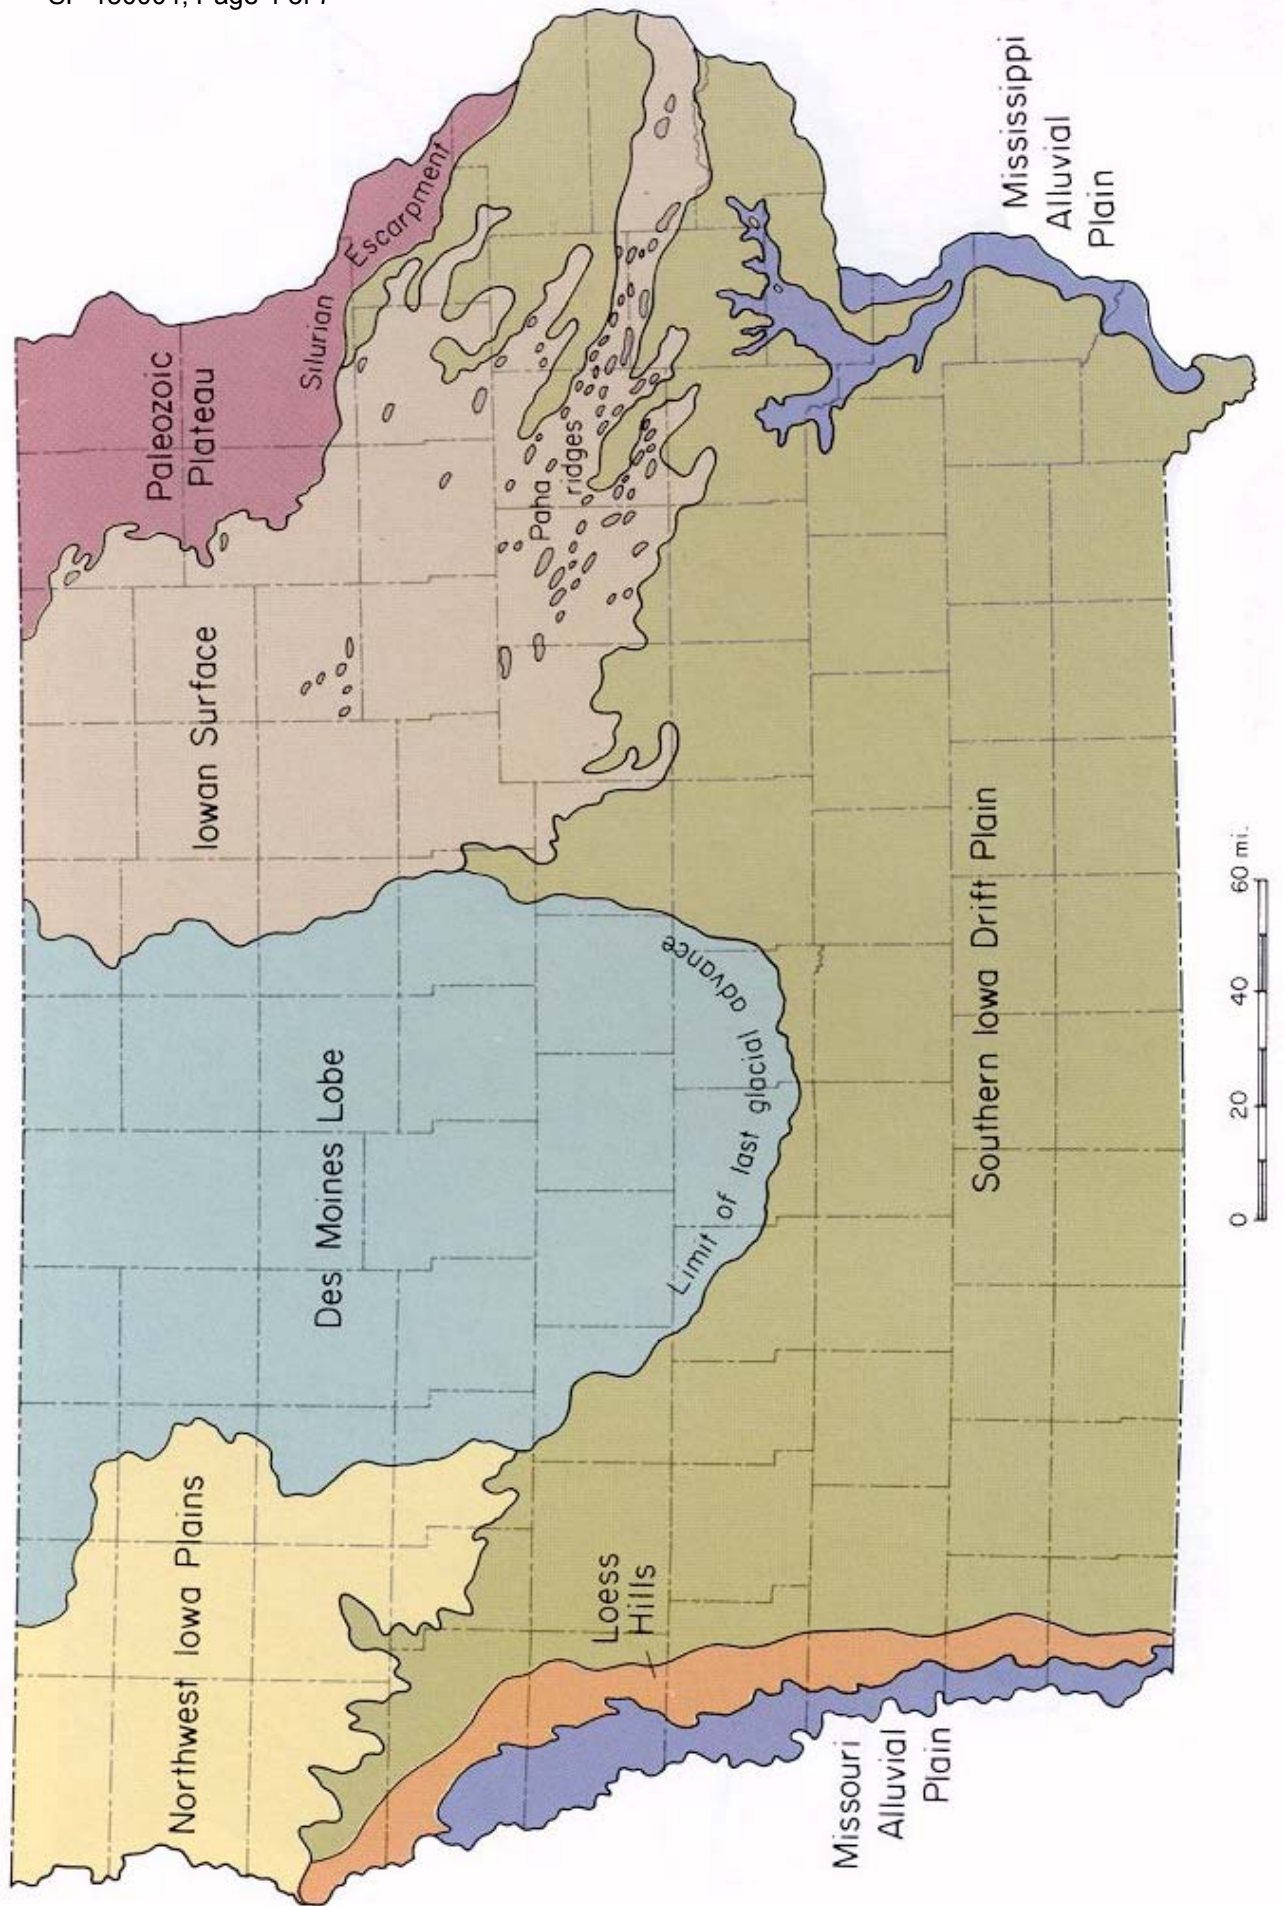 Paleozoic
Plateau
Silurian Escarpment
Iowan Surface
Paha
ridges
Des Moines Lobe
Limit of last glacial advance
Northwest Iowa Plains
Loess
Hills
Southern Iowa Drift Plain
Mississippi
Alluvial
Plain
Missouri
Alluvial
Plain
0 20 40 60 mi.